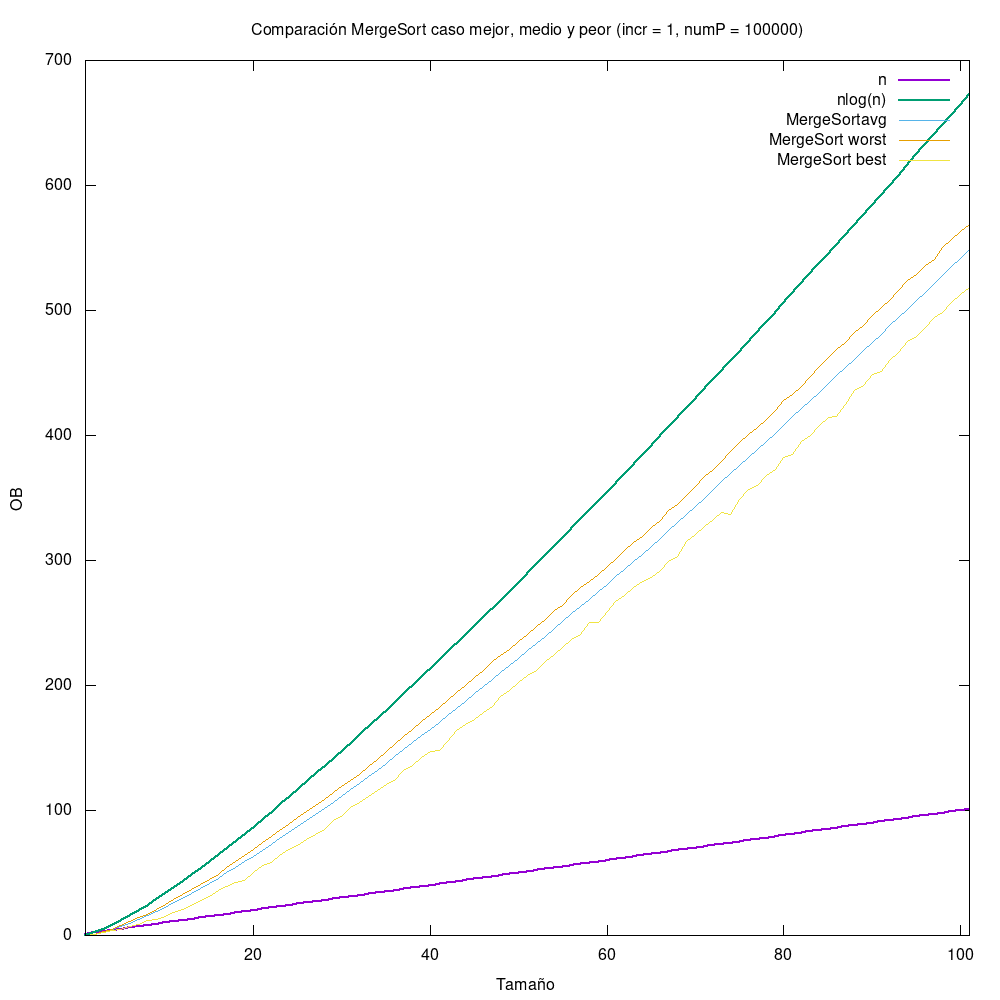 Comparación MergeSort caso mejor, medio y peor (incr = 1, numP = 100000)
700
600
500
400
300
200
100
0
OB
n
nlog(n)
MergeSortavg
MergeSort worst
MergeSort best
20
40
60
80
100
Tamaño